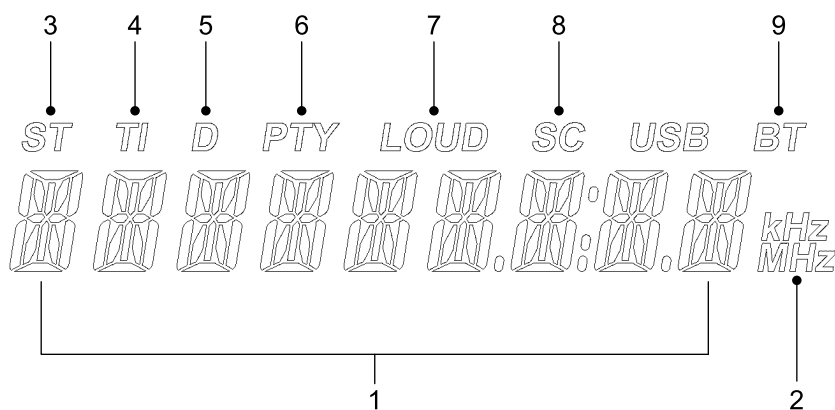 3 4 5 6 7 8 9
ST TI D PTY LOUD SC USB BT
kHz
MHz
1 2